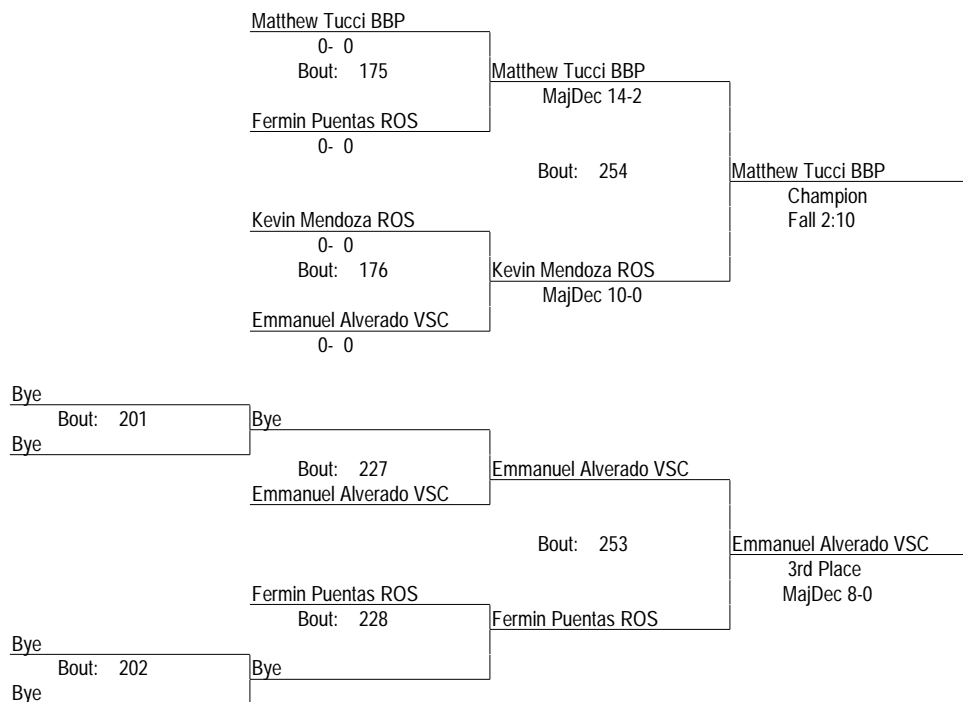 Matthew Tucci BBP
0- 0
Bout: 175
Matthew Tucci BBP
MajDec 14-2
Fermin Puentas ROS
0- 0
Bout: 254
Matthew Tucci BBP
Champion
Fall 2:10
Kevin Mendoza ROS
0- 0
Bout: 176
Kevin Mendoza ROS
MajDec 10-0
Emmanuel Alverado VSC
0- 0
Bye
Bout: 201
Bye
Bye
Bout: 227
Emmanuel Alverado VSC
Emmanuel Alverado VSC
Bout: 253
Emmanuel Alverado VSC
3rd Place
MajDec 8-0
Fermin Puentas ROS
Bout: 228
Fermin Puentas ROS
Bye
Bout: 202
Bye
Bye